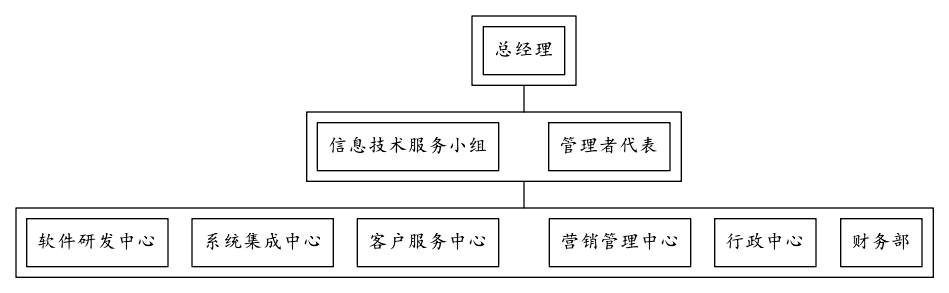 总经理
信息技术服务小组
管理者代表
软件研发中心
系统集成中心
客户服务中心
营销管理中心
行政中心
财务部